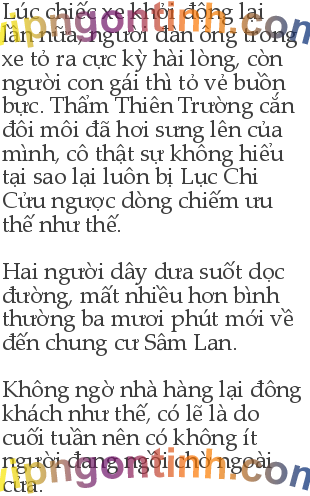 Lúc chiếc xe khởi động lại
lần nữa, người đàn ông trong
xe tỏ ra cực kỳ hài lòng, còn
người con gái thì tỏ vẻ buồn
bực. Thẩm Thiên Trường cắn
đôi môi đã hơi sưng lên của
mình, cô thật sự không hiểu
tại sao lại luôn bị Lục Chi
Cửu ngược dòng chiếm ưu
thế như thế.
Hai người dây dưa suốt dọc
đường, mất nhiều hơn bình
thường ba mươi phút mới về
đến chung cư Sâm Lan.
Không ngờ nhà hàng lại đông
khách như thế, có lẽ là do
cuối tuần nên có không ít
người đang ngồi chờ ngoài
cửa.
vipngontinh.com
vipngontinh.com